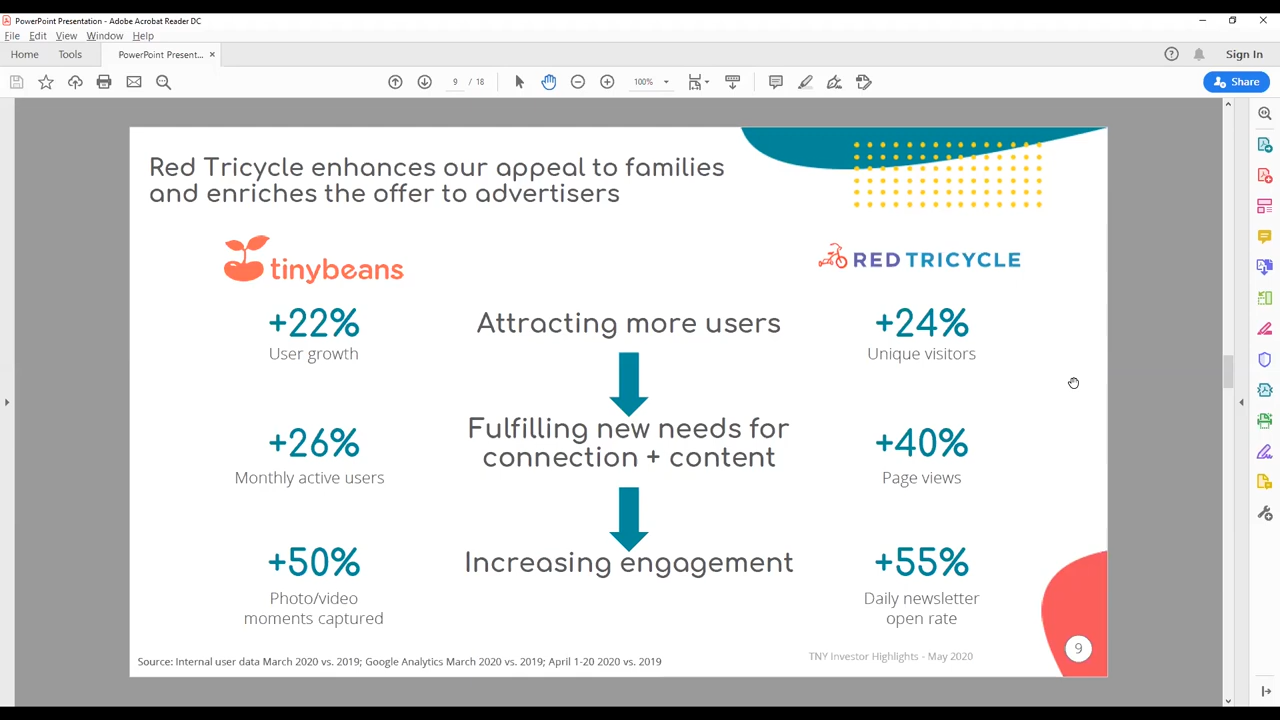 PowerPoint Presentation - Adobe Acrobat Reader DC
File Edit View Window Help
Home Tools PowerPoint Present... × Sign In
9 / 18 100% Share
Red Tricycle enhances our appeal to families
and enriches the offer to advertisers
tinybeans RED TRICYCLE
+22% Attracting more users +24%
User growth Unique visitors
Fulfilling new needs for
+26% +40%
connection + content
Monthly active users Page views
+50% Increasing engagement +55%
Photo/video Daily newsletter
moments captured open rate
Source: Internal user data March 2020 vs. 2019; Google Analytics March 2020 vs. 2019; April 1-20 2020 vs. 2019
TNY Investor Highlights - May 2020 9